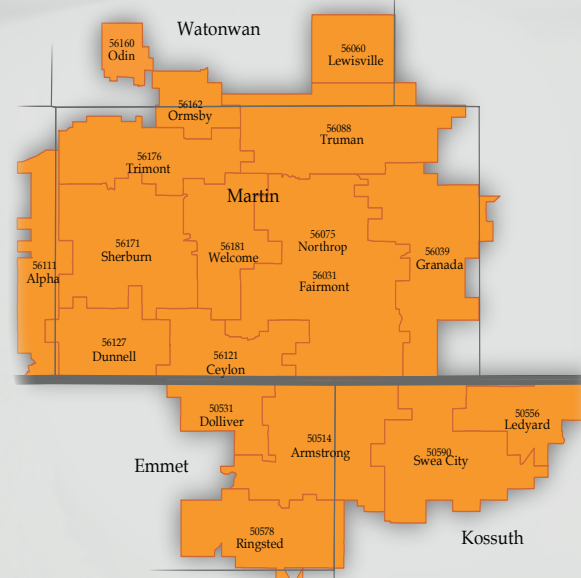 Watonwan
56160
Odin
56060
Lewisville
56162
Ormsby
56088
Truman
56176
Trimont
Martin
56171
Sherburn
56181
Welcome
56075
Northrop
56039
Granada
56111
Alpha
56031
Fairmont
56127
Dunnell
56121
Ceylon
50531
Dolliver
50556
Ledyard
50514
Armstrong
50590
Swea City
Emmet
50578
Ringsted
Kossuth